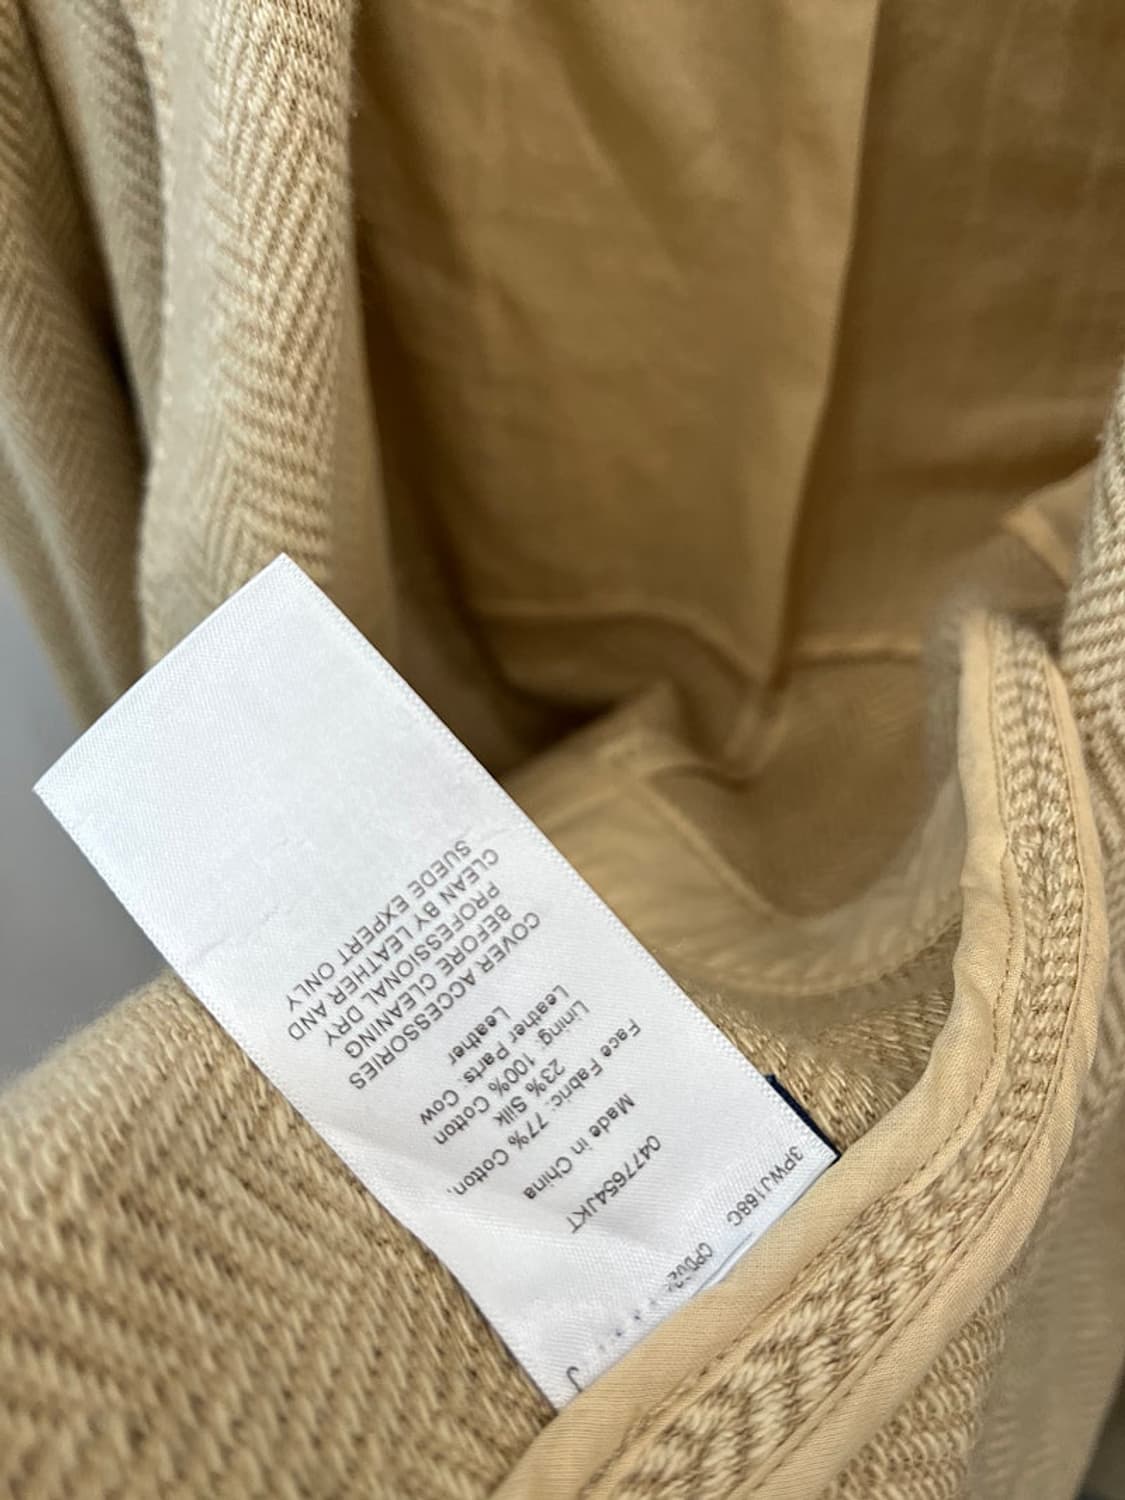 3PWJ168C
0477654JKT
Made in China
Face Fabric: 77% Cotton,
23% Silk
Lining: 100% Cotton
Leather Parts: Cow
Leather
COVER ACCESSORIES
BEFORE CLEANING
PROFESSIONAL DRY
CLEAN BY LEATHER AND
SUEDE EXPERT ONLY